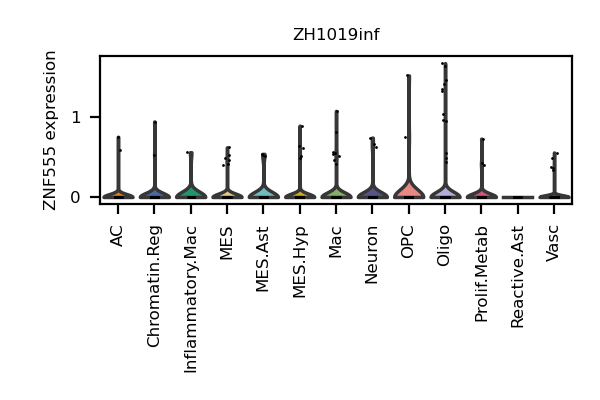 ZH1019inf
ZNF555 expression
1
0
AC
Chromatin.Reg
Inflammatory.Mac
MES
MES.Ast
MES.Hyp
Mac
Neuron
OPC
Oligo
Prolif.Metab
Reactive.Ast
Vasc